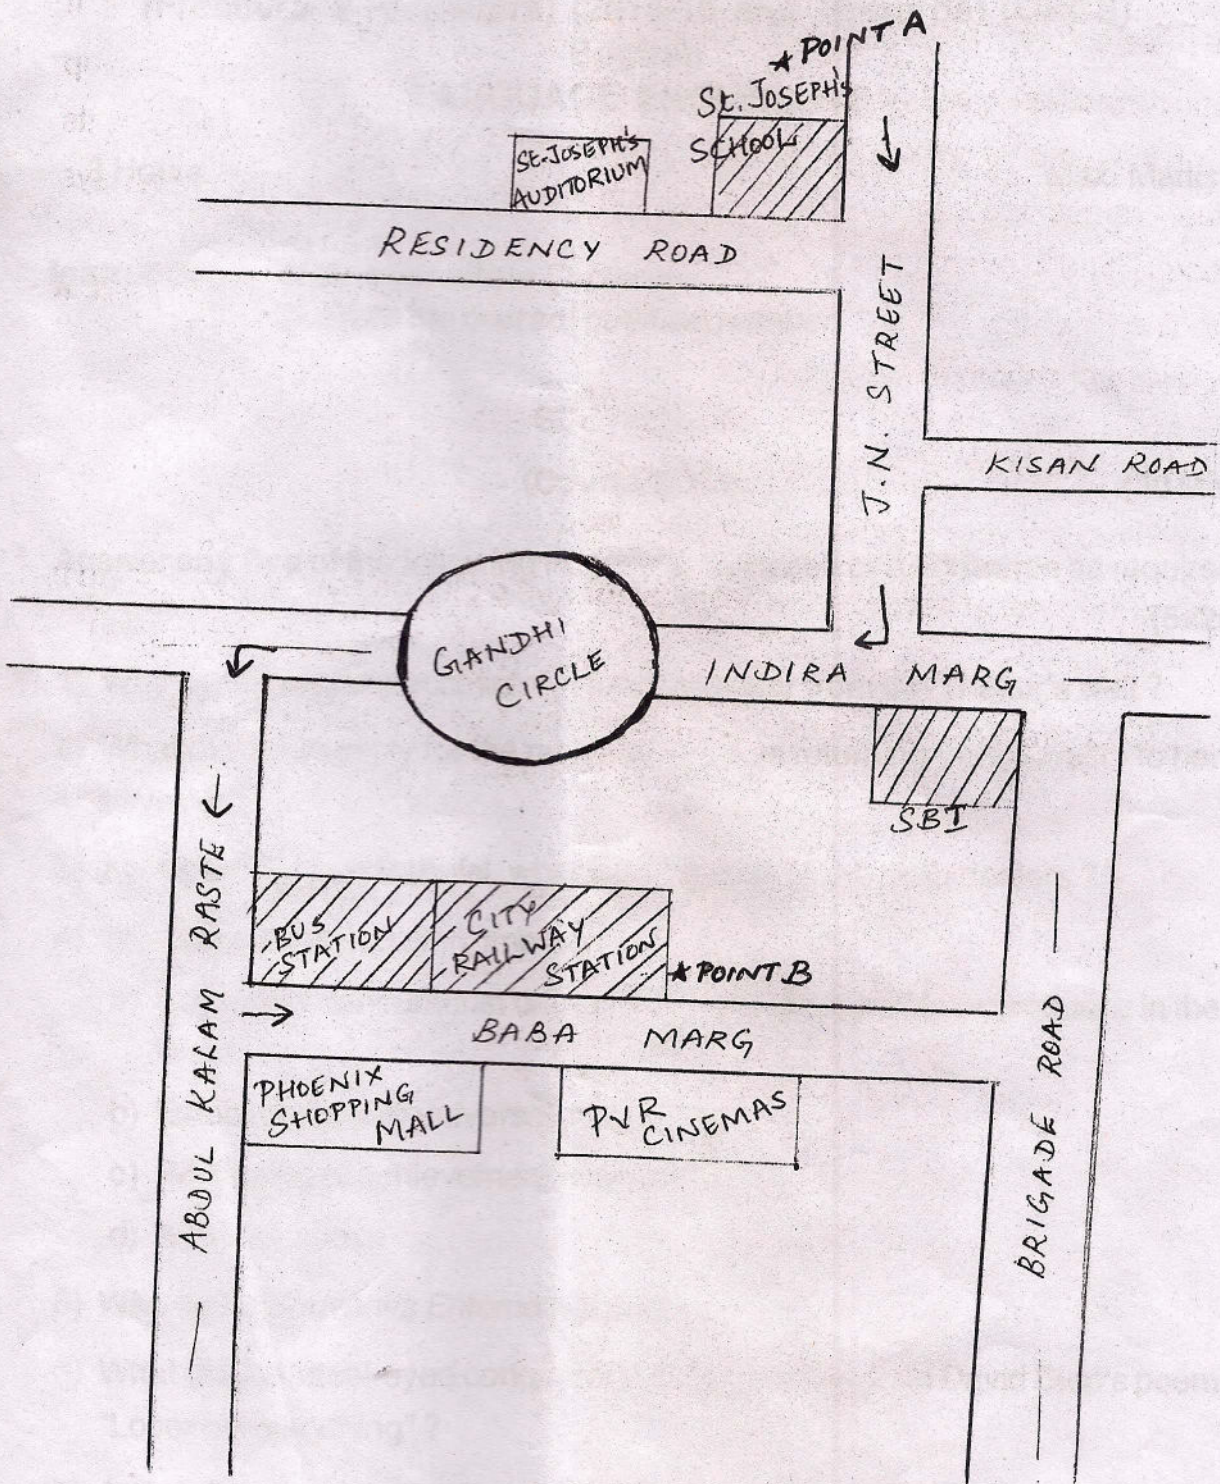 ★ POINT A
St. JOSEPH'S
SCHOOL
St. JOSEPH'S
AUDITORIUM
RESIDENCY ROAD
J.N. STREET
KISAN ROAD
GANDHI
CIRCLE
INDIRA MARG
SBI
ABDUL KALAM RASTE
BUS
STATION
CITY
RAILWAY
STATION
★ POINT B
BABA MARG
PHOENIX
SHOPPING
MALL
PVR
CINEMAS
BRIGADE ROAD